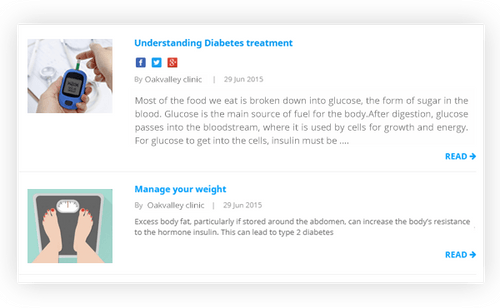 Understanding Diabetes treatment
By Oakvalley clinic | 29 Jun 2015
Most of the food we eat is broken down into glucose, the form of sugar in the
blood. Glucose is the main source of fuel for the body.After digestion, glucose
passes into the bloodstream, where it is used by cells for growth and energy.
For glucose to get into the cells, insulin must be ....
READ →
Manage your weight
By Oakvalley clinic | 29 Jun 2015
Excess body fat, particularly if stored around the abdomen, can increase the body's resistance
to the hormone insulin. This can lead to type 2 diabetes
READ →